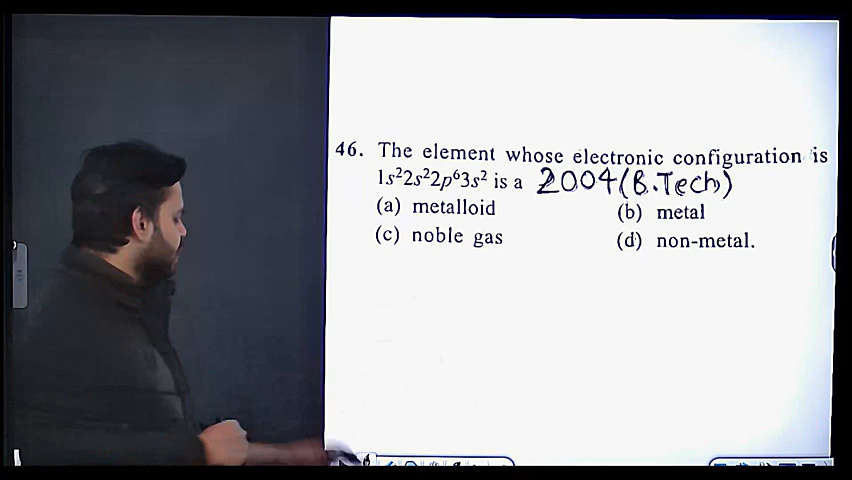 46. The element whose electronic configuration is
1s²2s²2p⁶3s² is a 2004(B.Tech)
(a) metalloid (b) metal
(c) noble gas (d) non-metal.